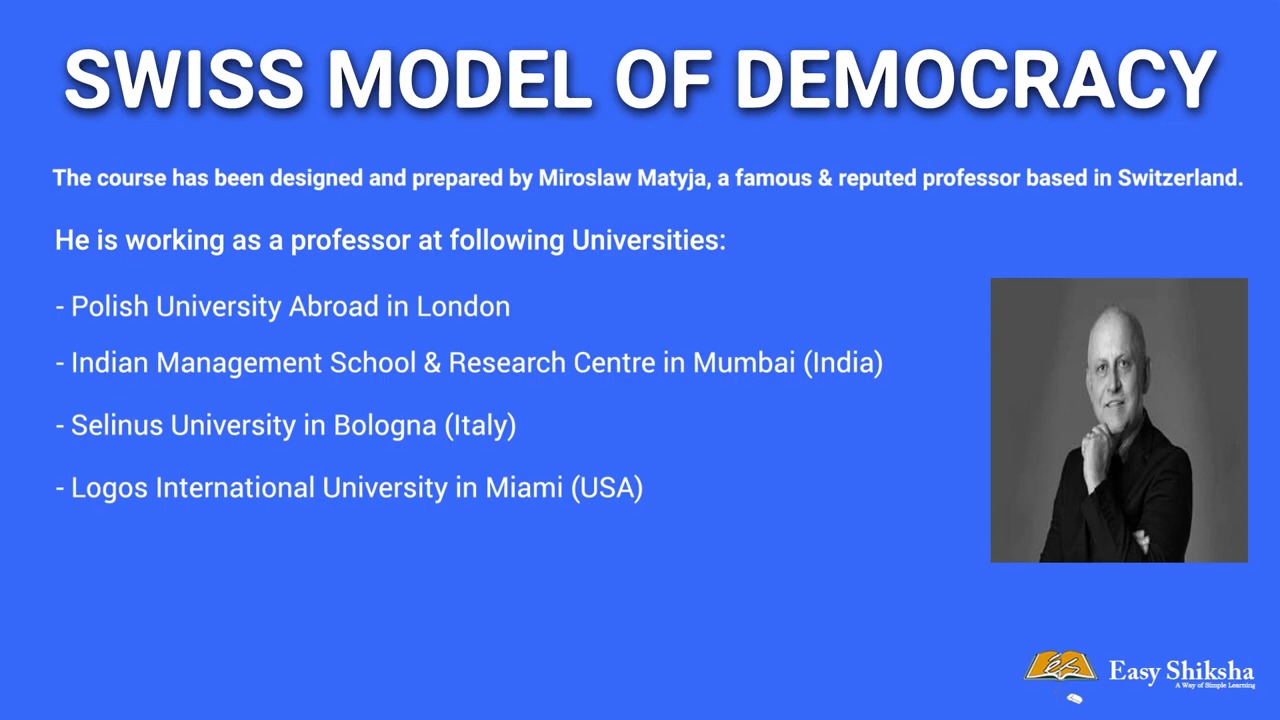 SWISS MODEL OF DEMOCRACY
The course has been designed and prepared by Miroslaw Matyja, a famous & reputed professor based in Switzerland.
He is working as a professor at following Universities:
- Polish University Abroad in London
- Indian Management School & Research Centre in Mumbai (India)
- Selinus University in Bologna (Italy)
- Logos International University in Miami (USA)
ES
Easy Shiksha
A Way of Simple Learning